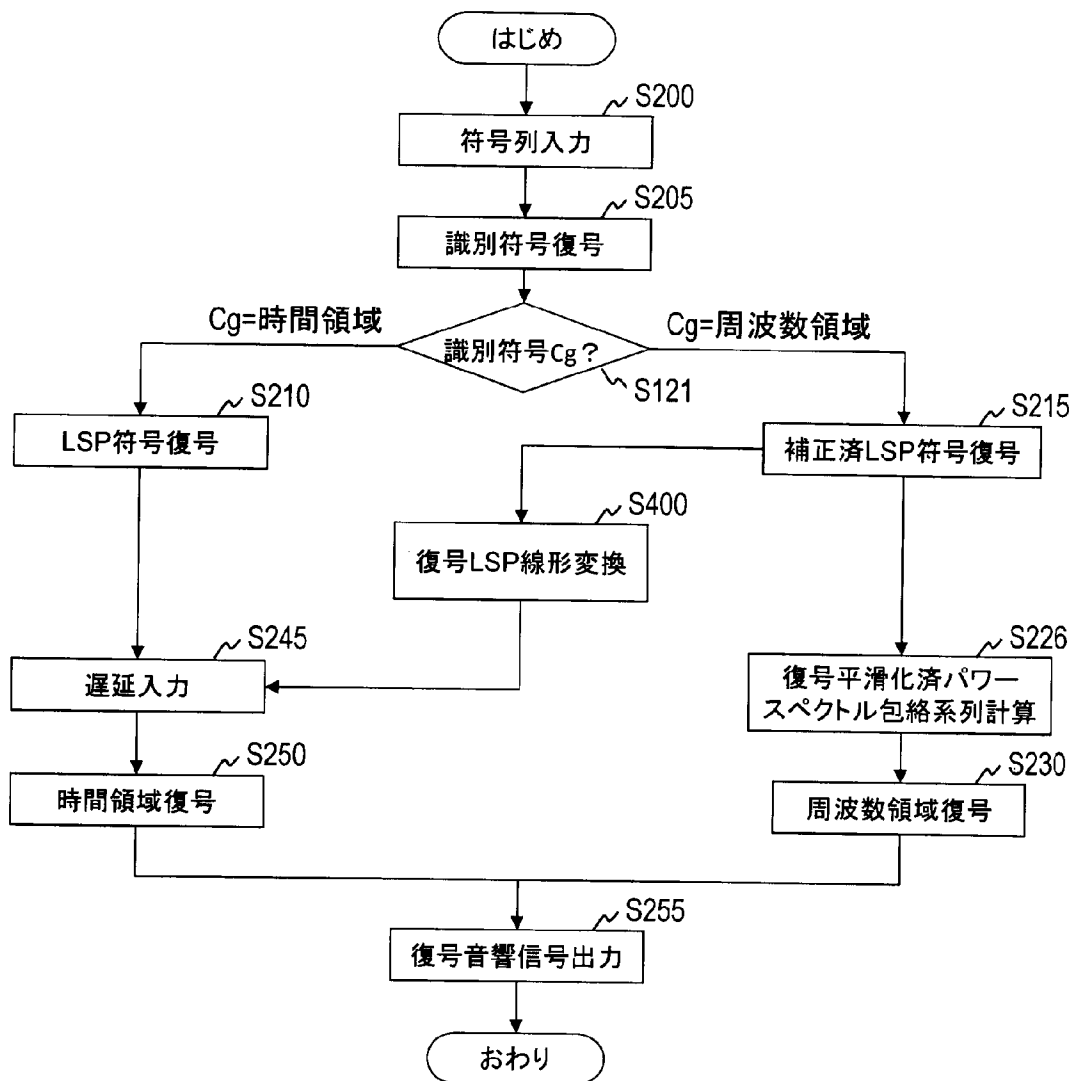 はじめ
S200
符号列入力
S205
識別符号復号
Cg=時間領域
Cg=周波数領域
識別符号Cg？
S121
S210
LSP符号復号
S215
補正済LSP符号復号
S400
復号LSP線形変換
S245
遅延入力
S226
復号平滑化済パワー
スペクトル包絡系列計算
S250
時間領域復号
S230
周波数領域復号
S255
復号音響信号出力
おわり